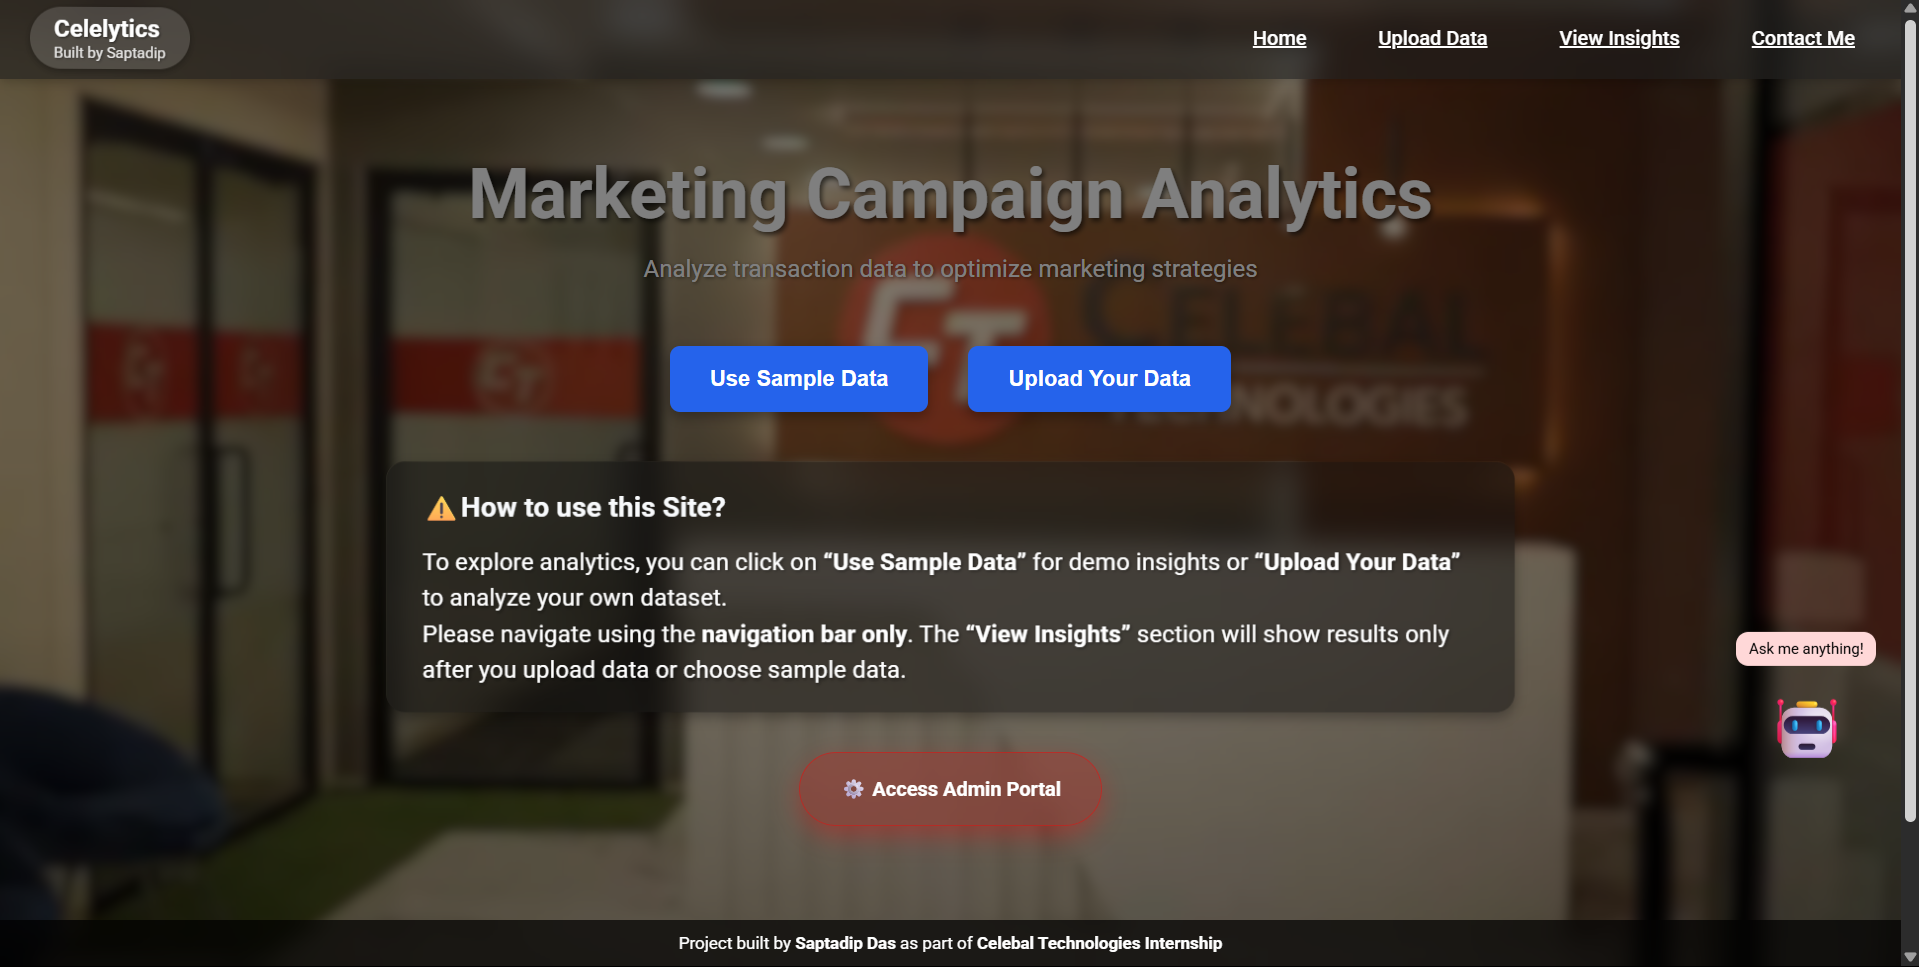 Celelytics
Built by Saptadip
Home
Upload Data
View Insights
Contact Me
Marketing Campaign Analytics
Analyze transaction data to optimize marketing strategies
CT
CELEBAL
TECHNOLOGIES
Use Sample Data
Upload Your Data
⚠️ How to use this Site?
To explore analytics, you can click on “Use Sample Data” for demo insights or “Upload Your Data”
to analyze your own dataset.
Please navigate using the navigation bar only. The “View Insights” section will show results only
after you upload data or choose sample data.
Ask me anything!
⚙️ Access Admin Portal
Project built by Saptadip Das as part of Celebal Technologies Internship